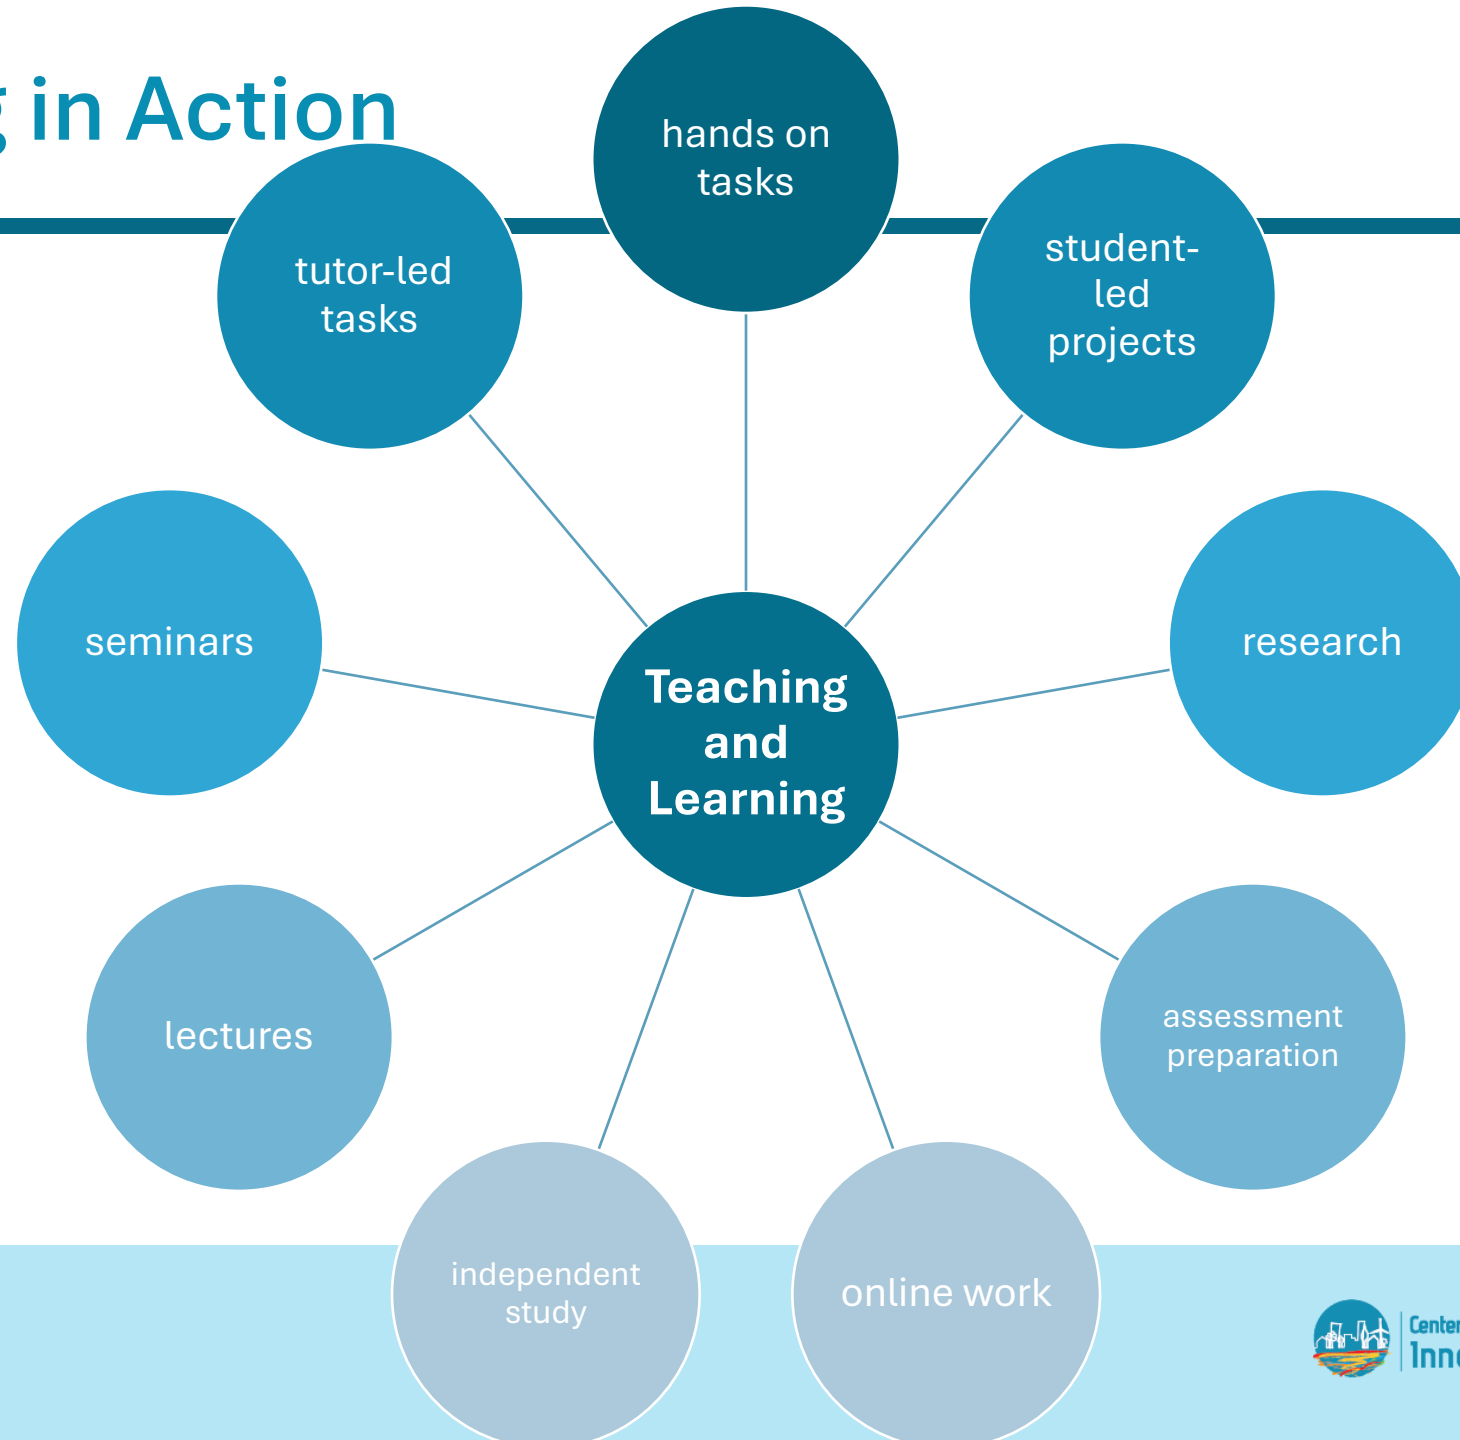 in Action
hands on
tasks
tutor-led
tasks
student-
led
projects
seminars
research
Teaching
and
Learning
lectures
assessment
preparation
independent
study
online work
Center